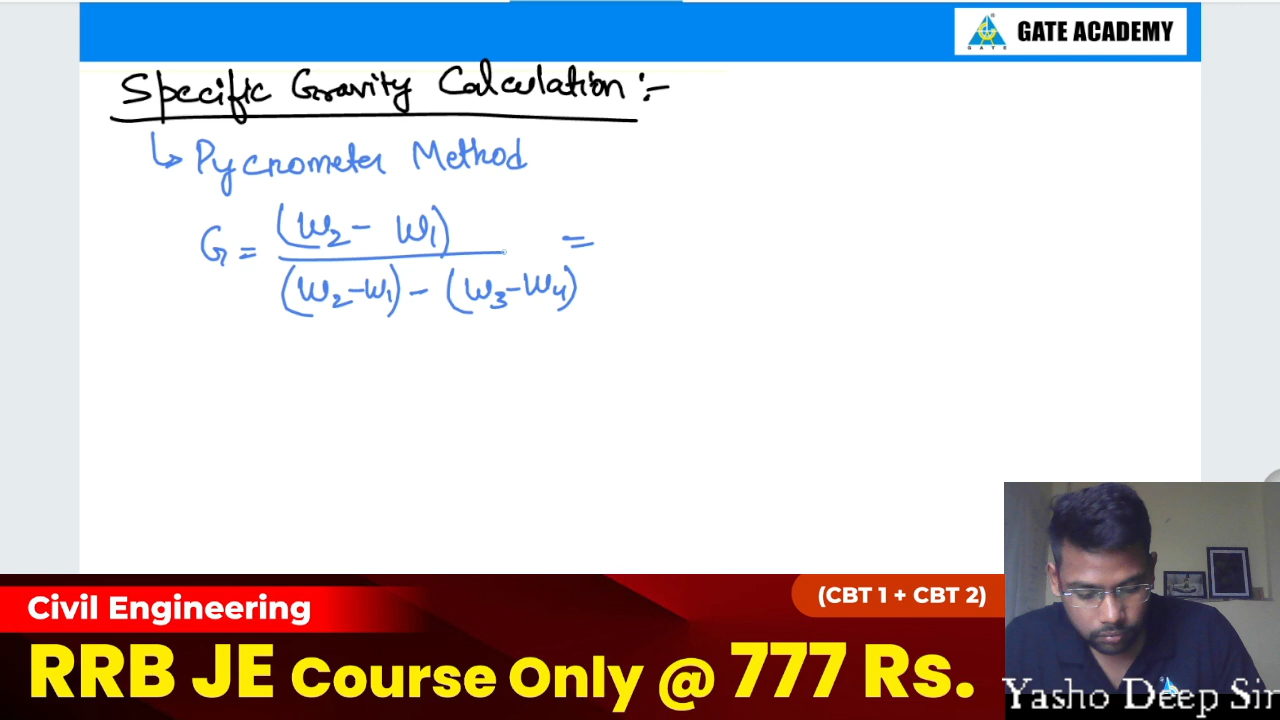 GATE ACADEMY
GATE
Specific Gravity Calculation :-
↳ Pycnometer Method
G = (W₂ - W₁) / (W₂-W₁) - (W₃-W₄) =
Civil Engineering
(CBT 1 + CBT 2)
RRB JE Course Only @ 777 Rs.
Yasho Deep Sir